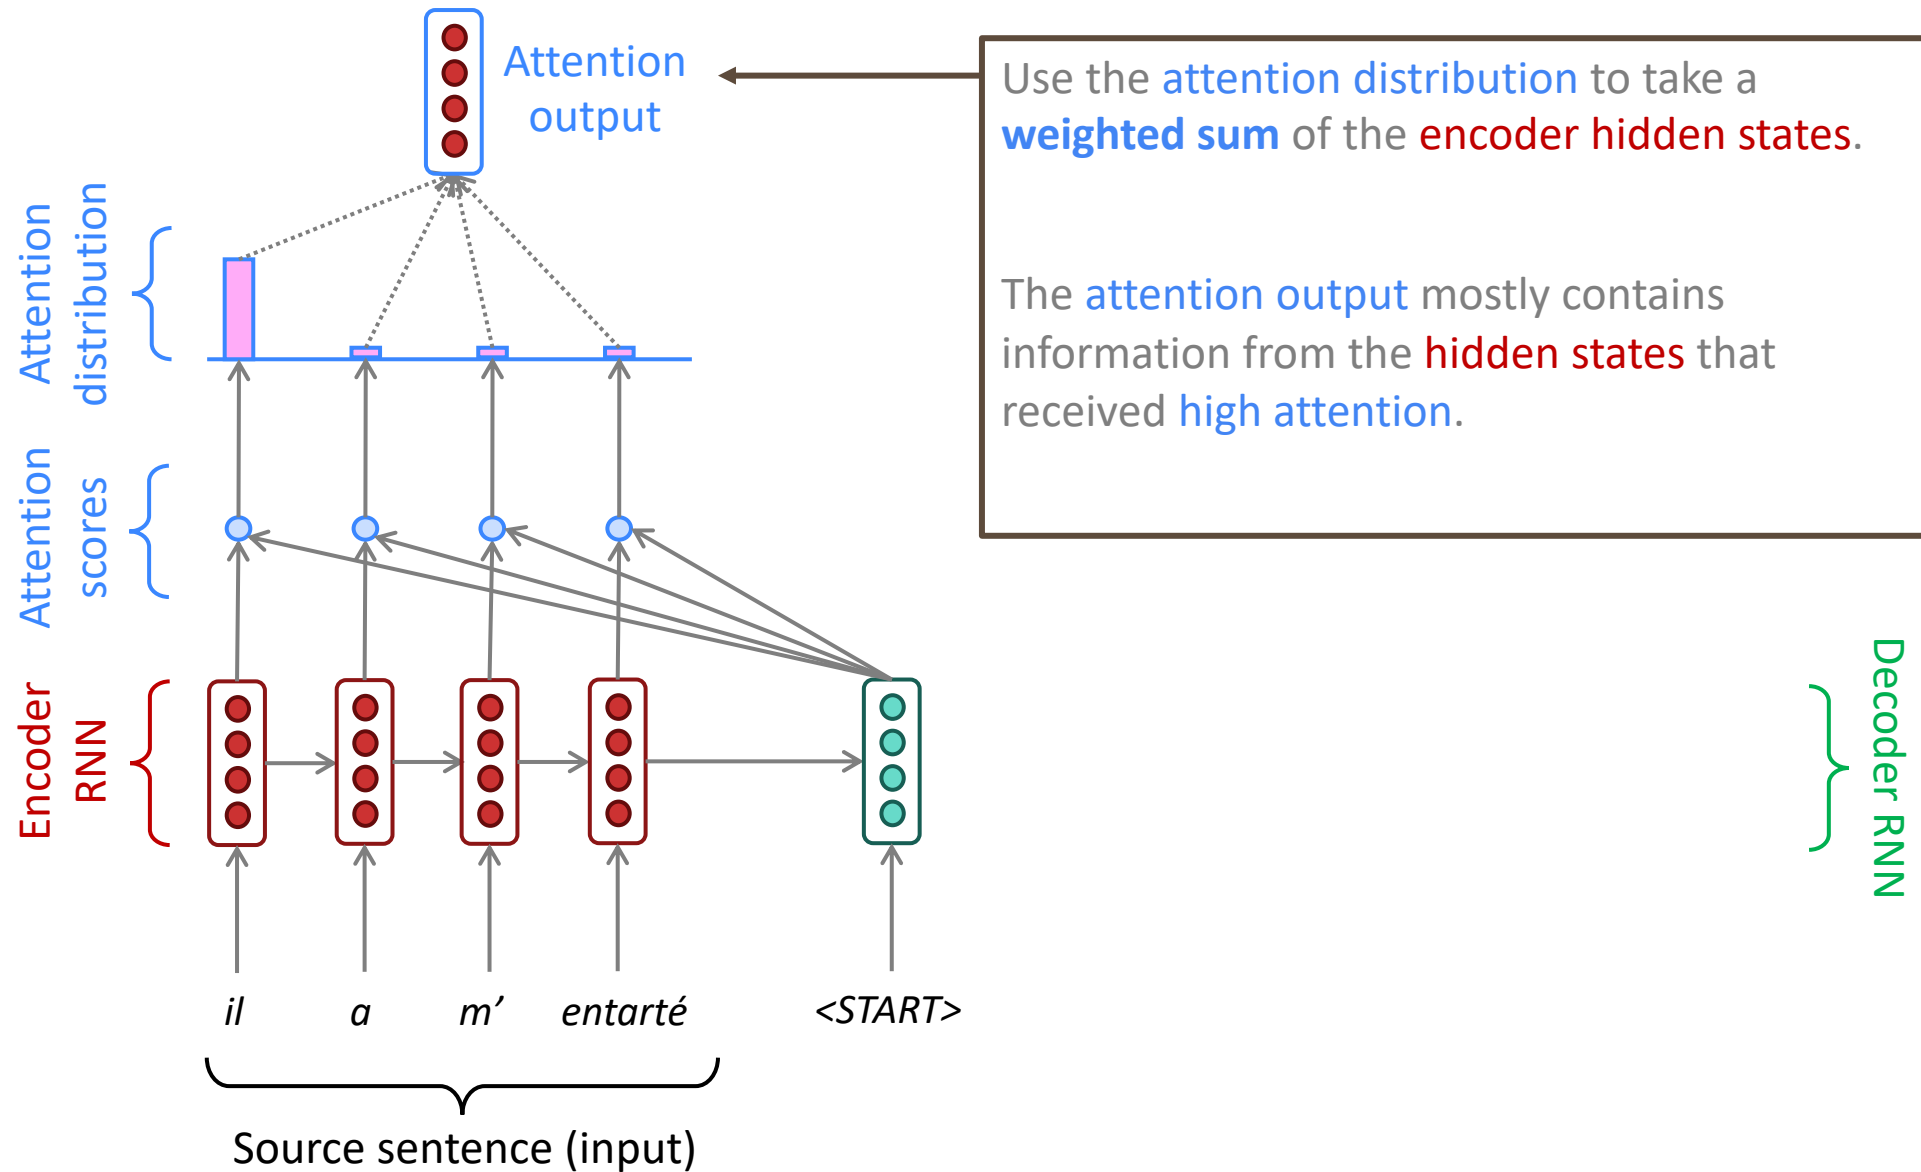 Attention
output
Use the attention distribution to take a
weighted sum of the encoder hidden states.
The attention output mostly contains
information from the hidden states that
received high attention.
Attention
distribution
Attention
scores
Encoder
RNN
Decoder RNN
il a m’ entarté <START>
Source sentence (input)